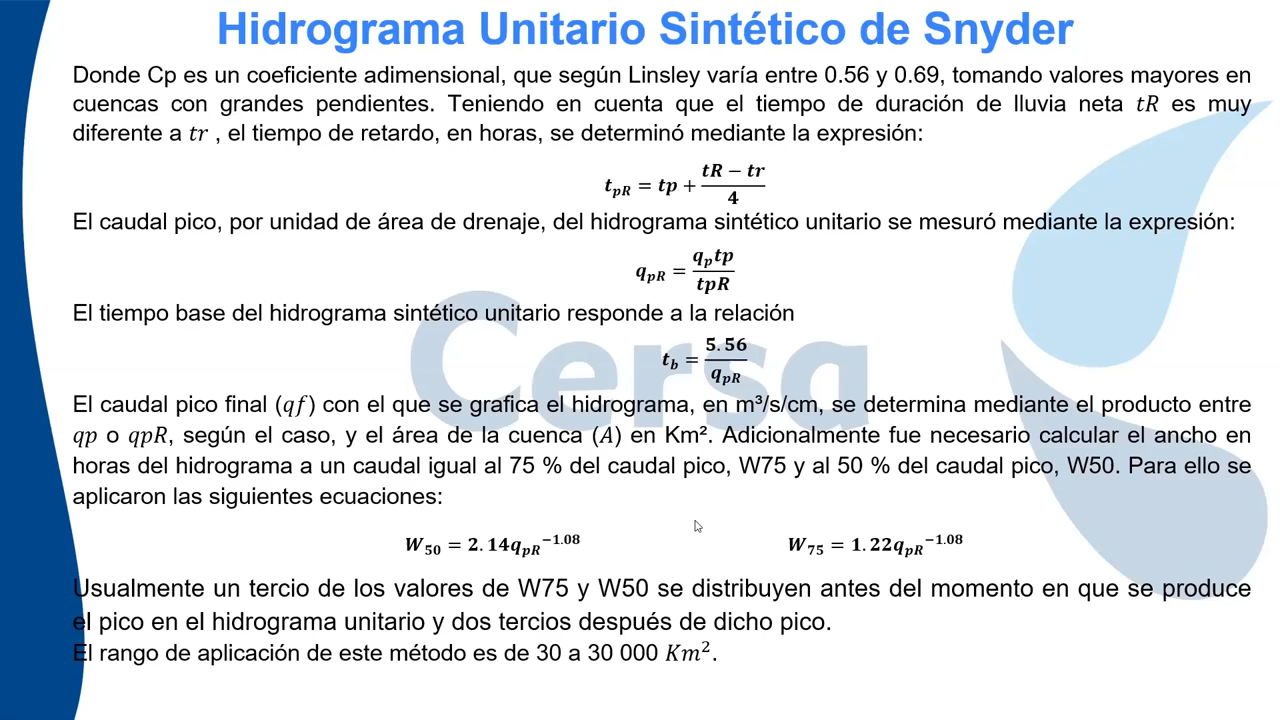 Hidrograma Unitario Sintético de Snyder
Donde Cp es un coeficiente adimensional, que según Linsley varía entre 0.56 y 0.69, tomando valores mayores en
cuencas con grandes pendientes. Teniendo en cuenta que el tiempo de duración de lluvia neta tR es muy
diferente a tr , el tiempo de retardo, en horas, se determinó mediante la expresión:
t_pR = tp + (tR − tr)/4
El caudal pico, por unidad de área de drenaje, del hidrograma sintético unitario se mesuró mediante la expresión:
q_pR = (q_p tp)/(tpR)
El tiempo base del hidrograma sintético unitario responde a la relación
t_b = 5.56/q_pR
Cersa
El caudal pico final (qf) con el que se grafica el hidrograma, en m³/s/cm, se determina mediante el producto entre
qp o qpR, según el caso, y el área de la cuenca (A) en Km². Adicionalmente fue necesario calcular el ancho en
horas del hidrograma a un caudal igual al 75 % del caudal pico, W75 y al 50 % del caudal pico, W50. Para ello se
aplicaron las siguientes ecuaciones:
W_50 = 2.14q_pR^−1.08 W_75 = 1.22q_pR^−1.08
Usualmente un tercio de los valores de W75 y W50 se distribuyen antes del momento en que se produce
el pico en el hidrograma unitario y dos tercios después de dicho pico.
El rango de aplicación de este método es de 30 a 30 000 Km².